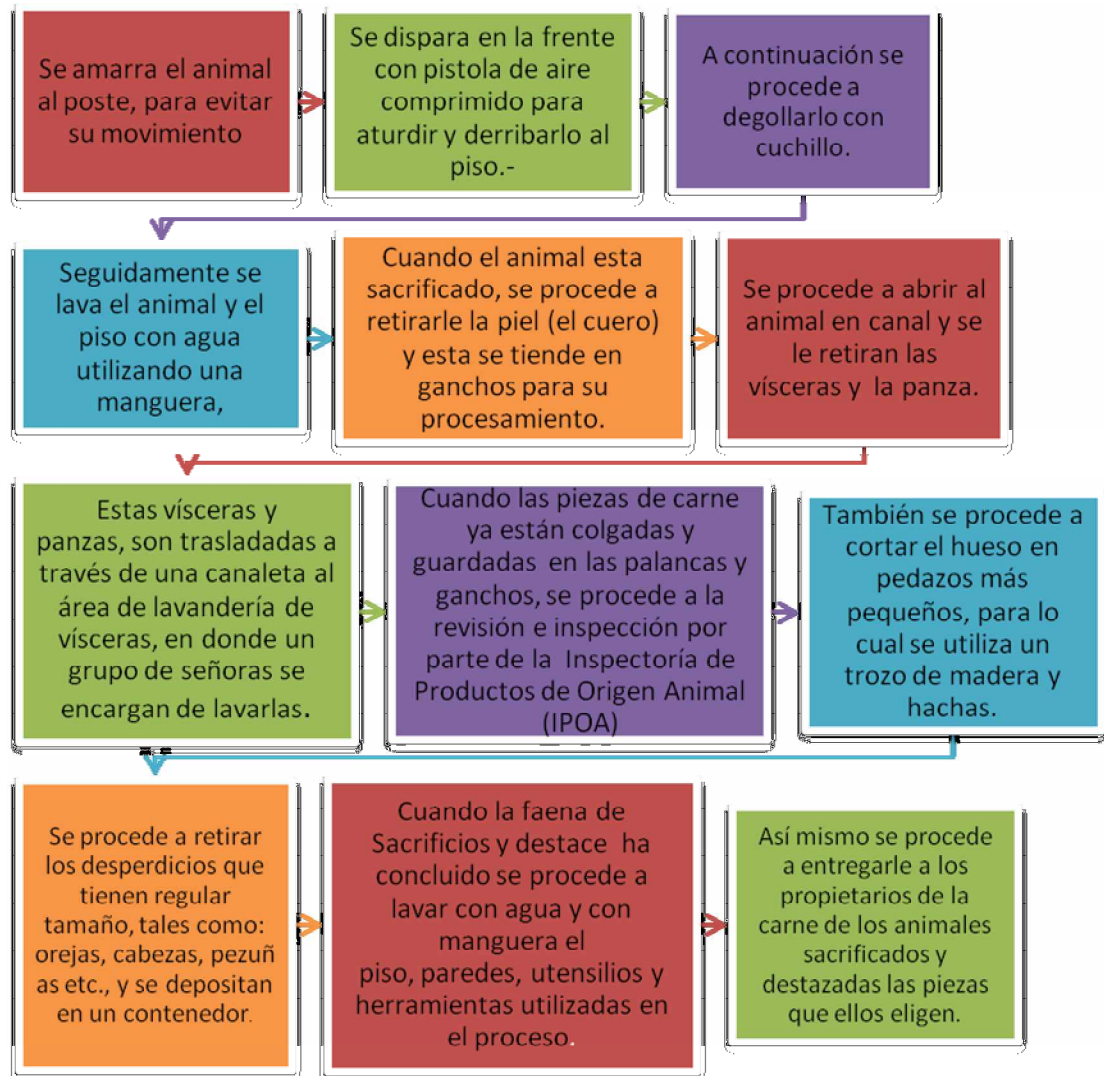 Se amarra el animal
al poste, para evitar
su movimiento
Se dispara en la frente
con pistola de aire
comprimido para
aturdir y derribarlo al
piso.-
A continuación se
procede a
degollarlo con
cuchillo.
Seguidamente se
lava el animal y el
piso con agua
utilizando una
manguera,
Cuando el animal esta
sacrificado, se procede a
retirarle la piel (el cuero)
y esta se tiende en
ganchos para su
procesamiento.
Se procede a abrir al
animal en canal y se
le retiran las
vísceras y la panza.
Estas vísceras y
panzas, son trasladadas a
través de una canaleta al
área de lavandería de
vísceras, en donde un
grupo de señoras se
encargan de lavarlas.
Cuando las piezas de carne
ya están colgadas y
guardadas en las palancas y
ganchos, se procede a la
revisión e inspección por
parte de la Inspectoría de
Productos de Origen Animal
(IPOA)
También se procede a
cortar el hueso en
pedazos más
pequeños, para lo
cual se utiliza un
trozo de madera y
hachas.
Se procede a retirar
los desperdicios que
tienen regular
tamaño, tales como:
orejas, cabezas, pezuñ
as etc., y se depositan
en un contenedor.
Cuando la faena de
Sacrificios y destace ha
concluido se procede a
lavar con agua y con
manguera el
piso, paredes, utensilios y
herramientas utilizadas en
el proceso.
Así mismo se procede
a entregarle a los
propietarios de la
carne de los animales
sacrificados y
destazadas las piezas
que ellos eligen.